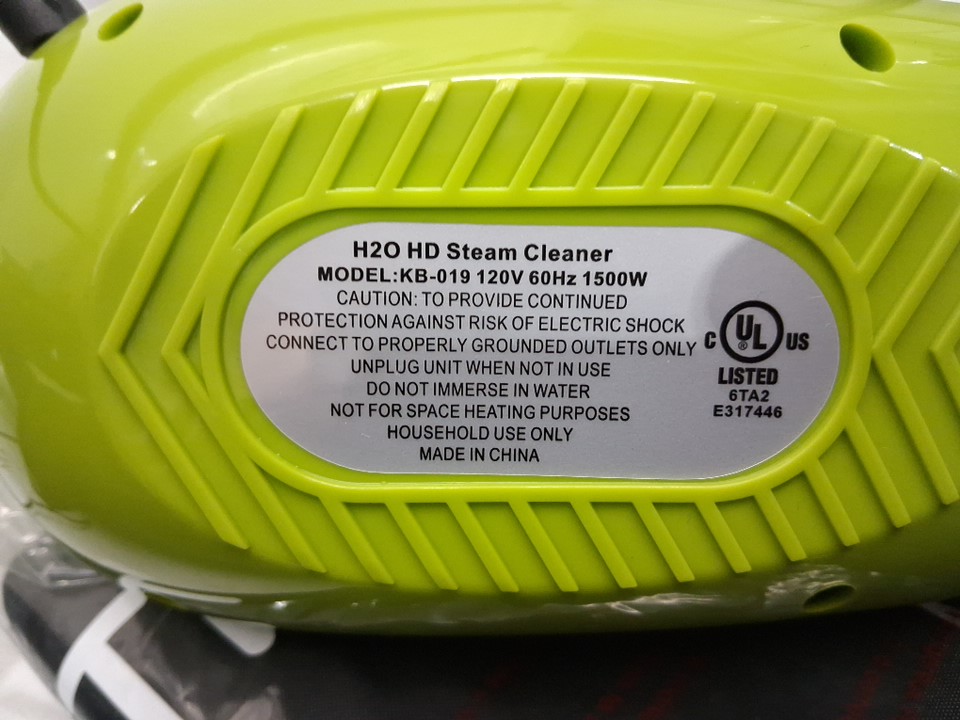 H2O HD Steam Cleaner
MODEL:KB-019 120V 60Hz 1500W
CAUTION: TO PROVIDE CONTINUED
PROTECTION AGAINST RISK OF ELECTRIC SHOCK
CONNECT TO PROPERLY GROUNDED OUTLETS ONLY
UNPLUG UNIT WHEN NOT IN USE
DO NOT IMMERSE IN WATER
NOT FOR SPACE HEATING PURPOSES
HOUSEHOLD USE ONLY
MADE IN CHINA
C UL ® US
LISTED
6TA2
E317446